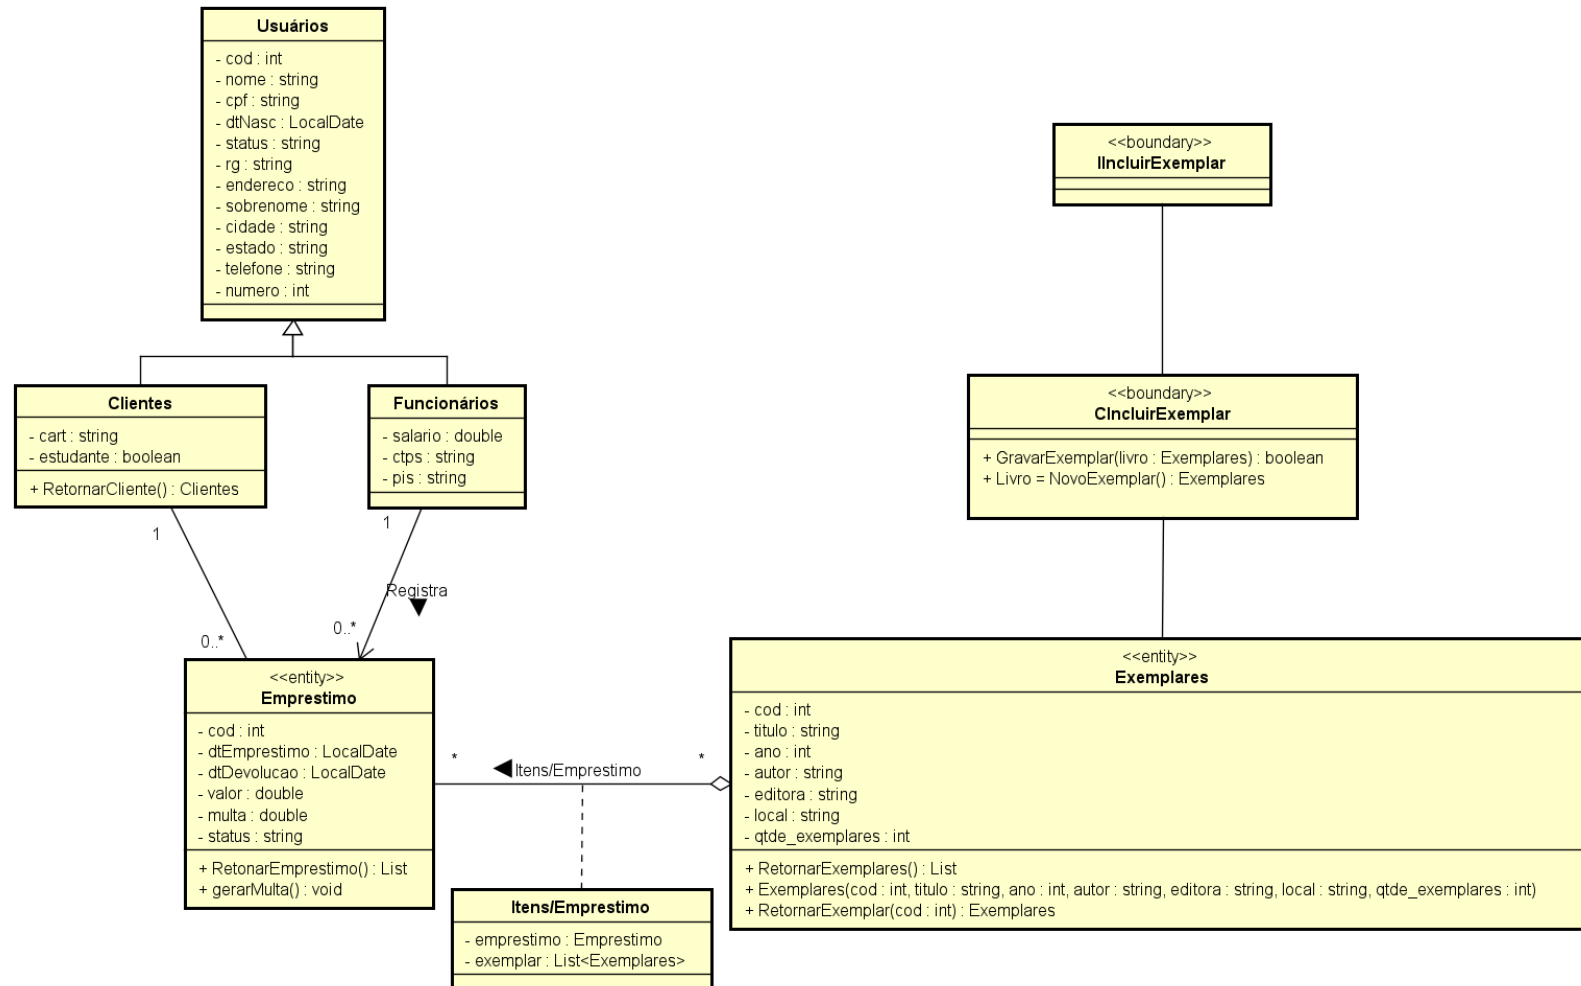 Usuários
- cod : int
- nome : string
- cpf : string
- dtNasc : LocalDate
- status : string
- rg : string
- endereco : string
- sobrenome : string
- cidade : string
- estado : string
- telefone : string
- numero : int
Clientes
- cart : string
- estudante : boolean
+ RetornarCliente() : Clientes
Funcionários
- salario : double
- ctps : string
- pis : string
1
1
Registra
0..*
0..*
<<entity>>
Emprestimo
- cod : int
- dtEmprestimo : LocalDate
- dtDevolucao : LocalDate
- valor : double
- multa : double
- status : string
+ RetonarEmprestimo() : List
+ gerarMulta() : void
*
Itens/Emprestimo
*
Itens/Emprestimo
- emprestimo : Emprestimo
- exemplar : List<Exemplares>
<<boundary>>
IIncluirExemplar
<<boundary>>
CIncluirExemplar
+ GravarExemplar(livro : Exemplares) : boolean
+ Livro = NovoExemplar() : Exemplares
<<entity>>
Exemplares
- cod : int
- titulo : string
- ano : int
- autor : string
- editora : string
- local : string
- qtde_exemplares : int
+ RetornarExemplares() : List
+ Exemplares(cod : int, titulo : string, ano : int, autor : string, editora : string, local : string, qtde_exemplares : int)
+ RetornarExemplar(cod : int) : Exemplares